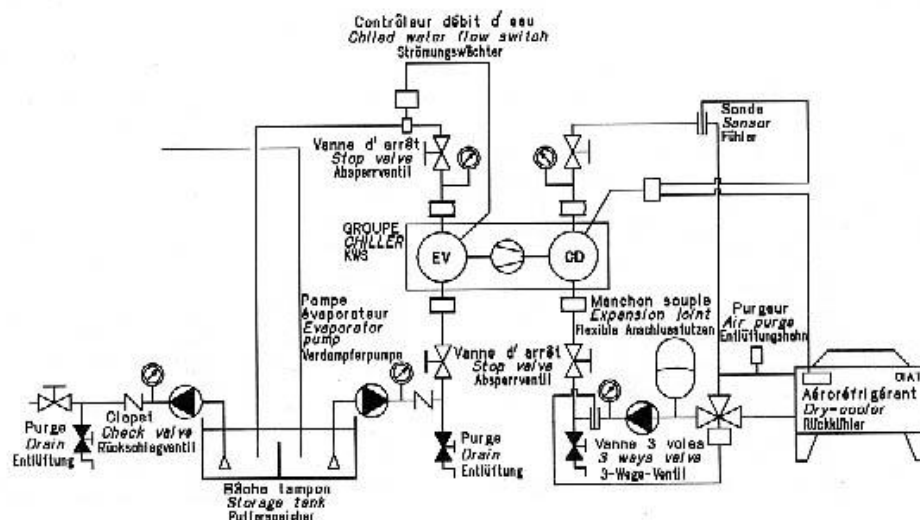 Contrôleur débit d'eau
Chilled water flow switch
Strömungswächter
Sonde
Sensor
Fühler
Vanne d'arrêt
Stop valve
Absperrventil
GROUPE
CHILLER
KWS
EV
CD
Pompe
évaporateur
Evaporator
pump
Verdampferpumpe
Manchon souple
Expansion joint
Flexible Anschlusstutzen
Purgeur
Air purge
Entlüftungshahn
Vanne d'arrêt
Stop valve
Absperrventil
CIAT
Aéroréfrigérant
Dry-cooler
Rückkühler
Clapet
Check valve
Rückschlagventil
Purge
Drain
Entlüftung
Purge
Drain
Entlüftung
Vanne 3 voies
3 ways valve
3-Wege-Ventil
Bâche tampon
Storage tank
Pufferspeicher